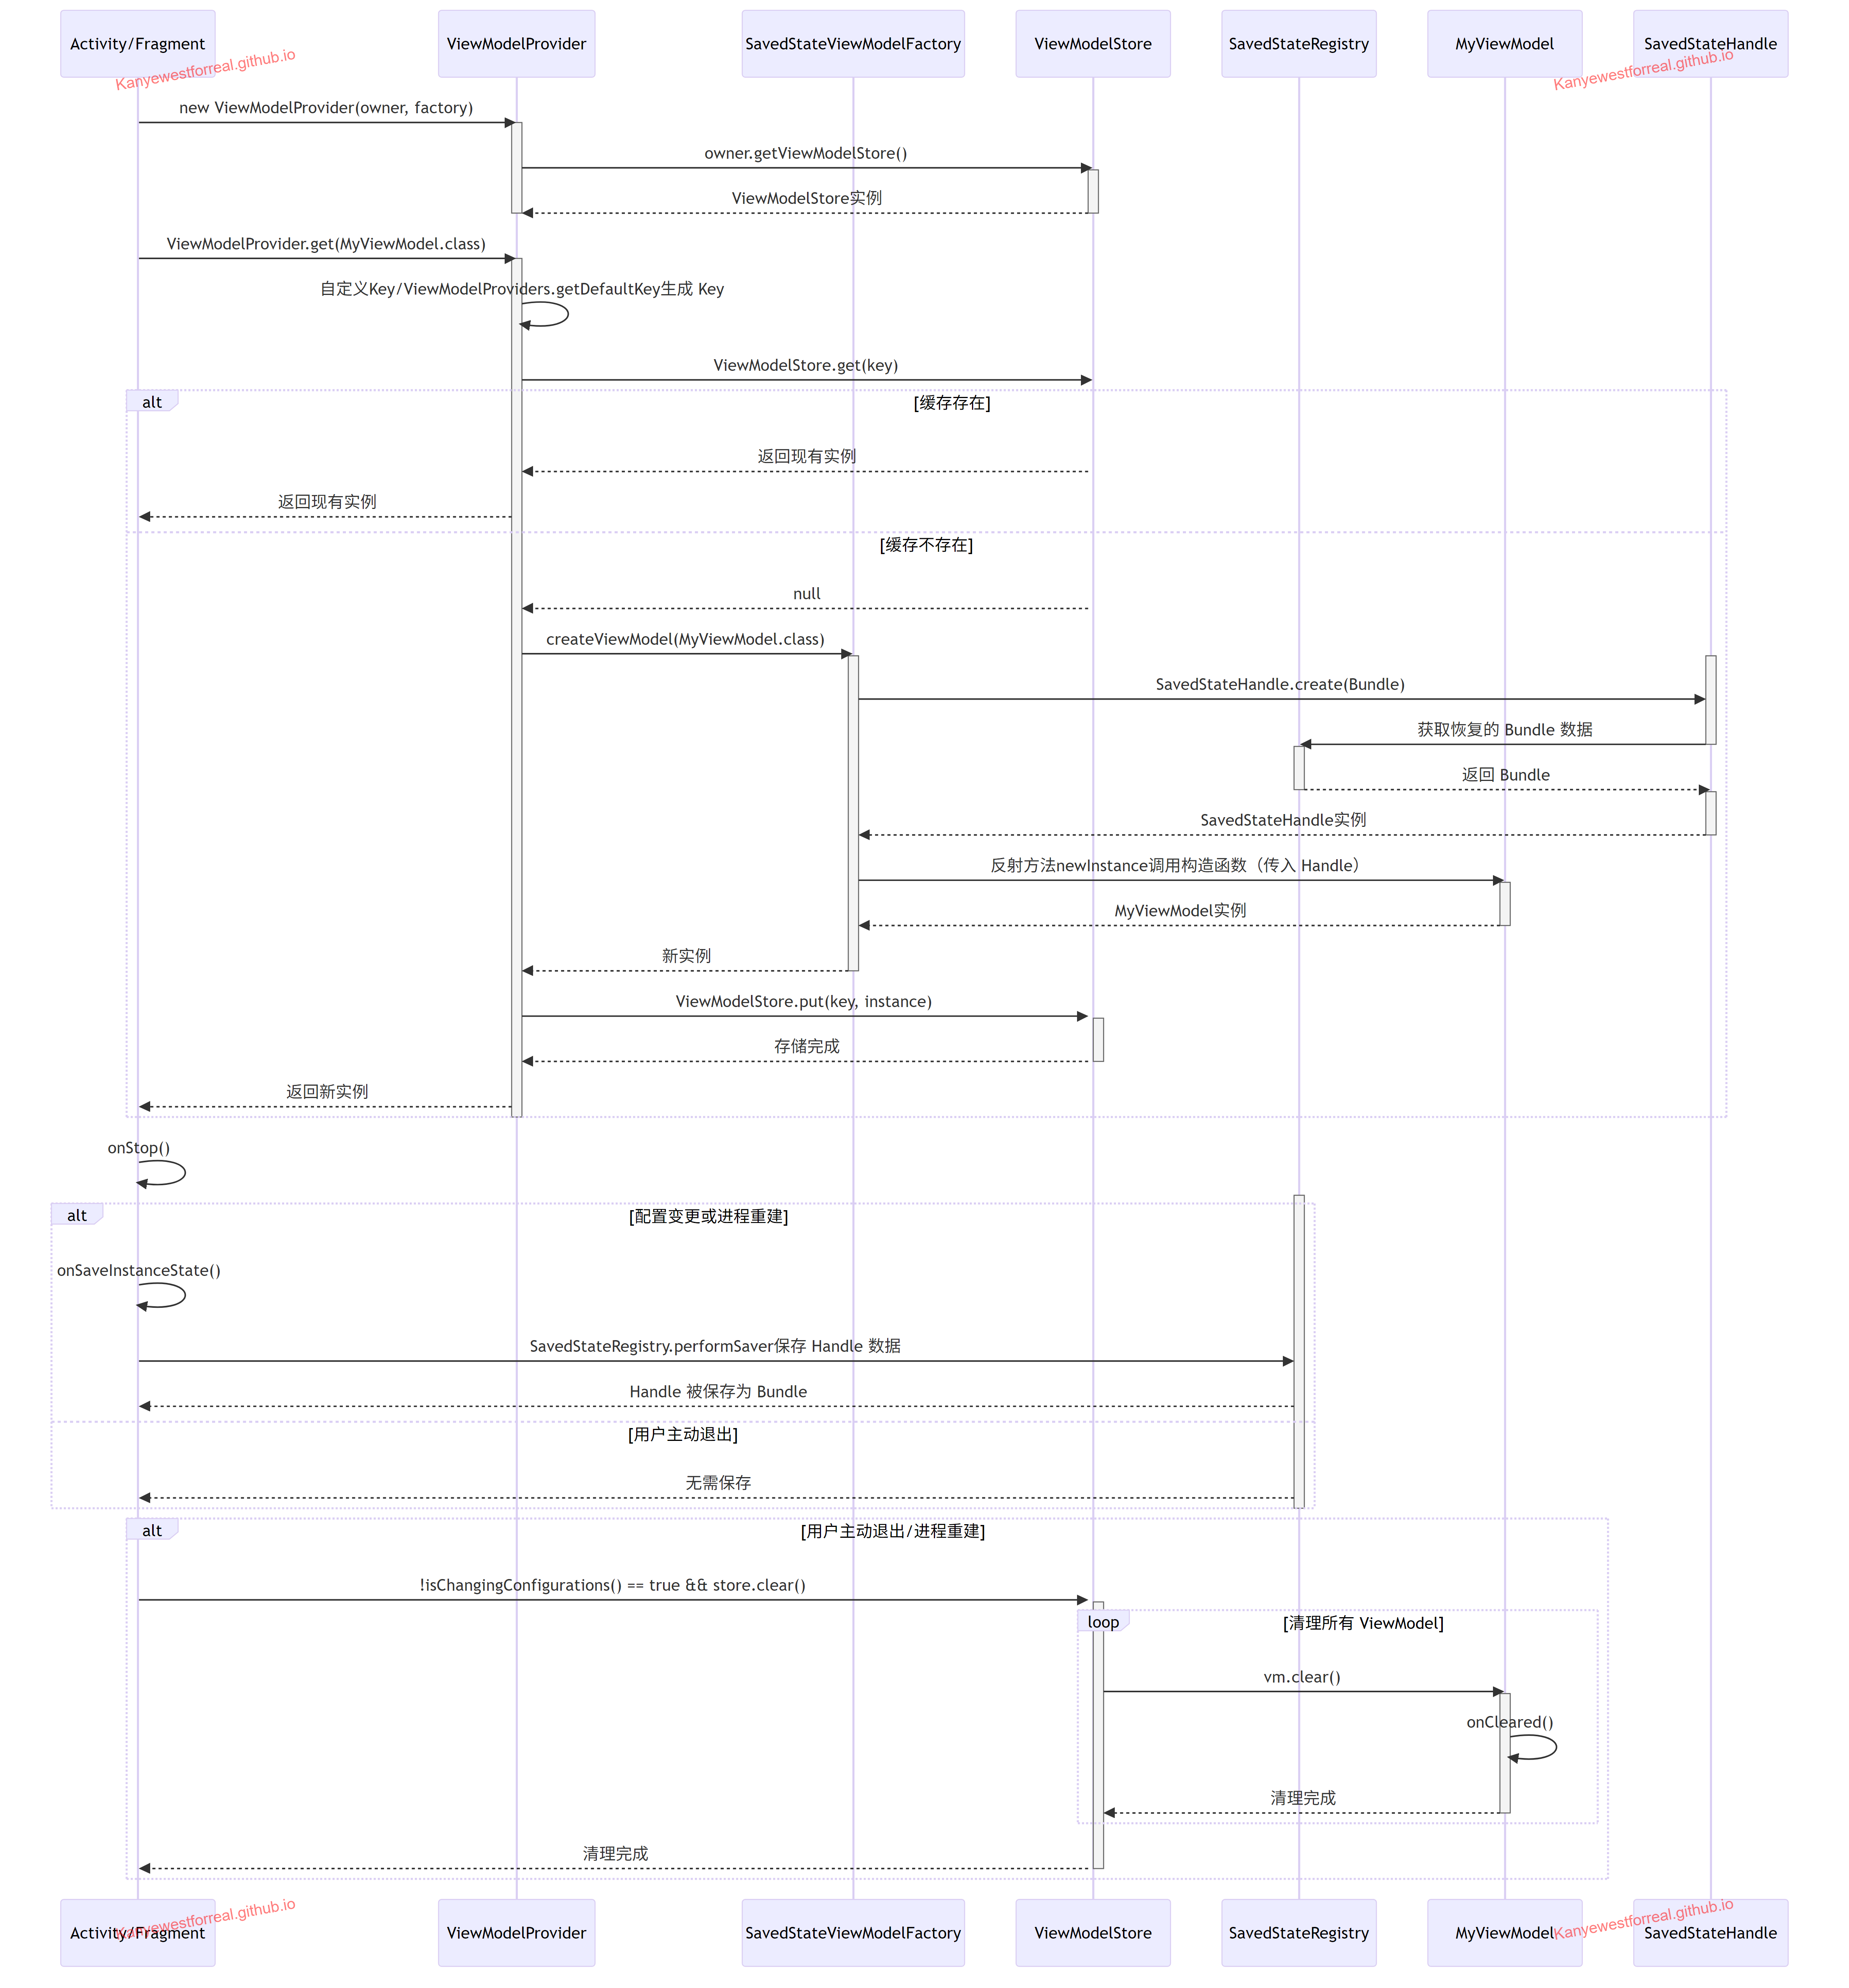 Activity/Fragment
ViewModelProvider
SavedStateViewModelFactory
ViewModelStore
SavedStateRegistry
MyViewModel
SavedStateHandle
Kanyewestforreal.github.io
Kanyewestforreal.github.io
new ViewModelProvider(owner, factory)
owner.getViewModelStore()
ViewModelStore实例
ViewModelProvider.get(MyViewModel.class)
自定义Key/ViewModelProviders.getDefaultKey生成 Key
ViewModelStore.get(key)
alt
[缓存存在]
返回现有实例
返回现有实例
[缓存不存在]
null
createViewModel(MyViewModel.class)
SavedStateHandle.create(Bundle)
获取恢复的 Bundle 数据
返回 Bundle
SavedStateHandle实例
反射方法newInstance调用构造函数（传入 Handle）
MyViewModel实例
新实例
ViewModelStore.put(key, instance)
存储完成
返回新实例
onStop()
alt
[配置变更或进程重建]
onSaveInstanceState()
SavedStateRegistry.performSaver保存 Handle 数据
Handle 被保存为 Bundle
[用户主动退出]
无需保存
alt
[用户主动退出/进程重建]
!isChangingConfigurations() == true && store.clear()
loop
[清理所有 ViewModel]
vm.clear()
onCleared()
清理完成
清理完成
Kanyewestforreal.github.io
Kanyewestforreal.github.io
Activity/Fragment
ViewModelProvider
SavedStateViewModelFactory
ViewModelStore
SavedStateRegistry
MyViewModel
SavedStateHandle